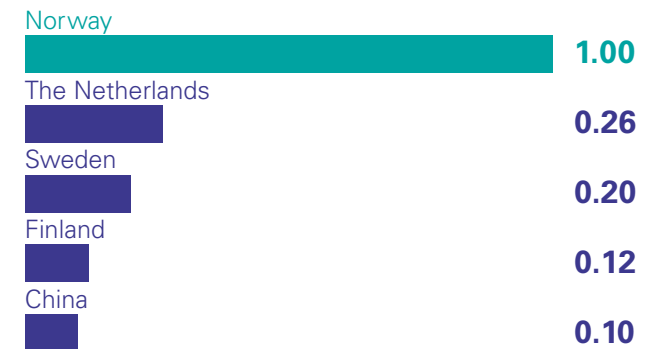 Norway
1.00
The Netherlands
0.26
Sweden
0.20
Finland
0.12
China
0.10